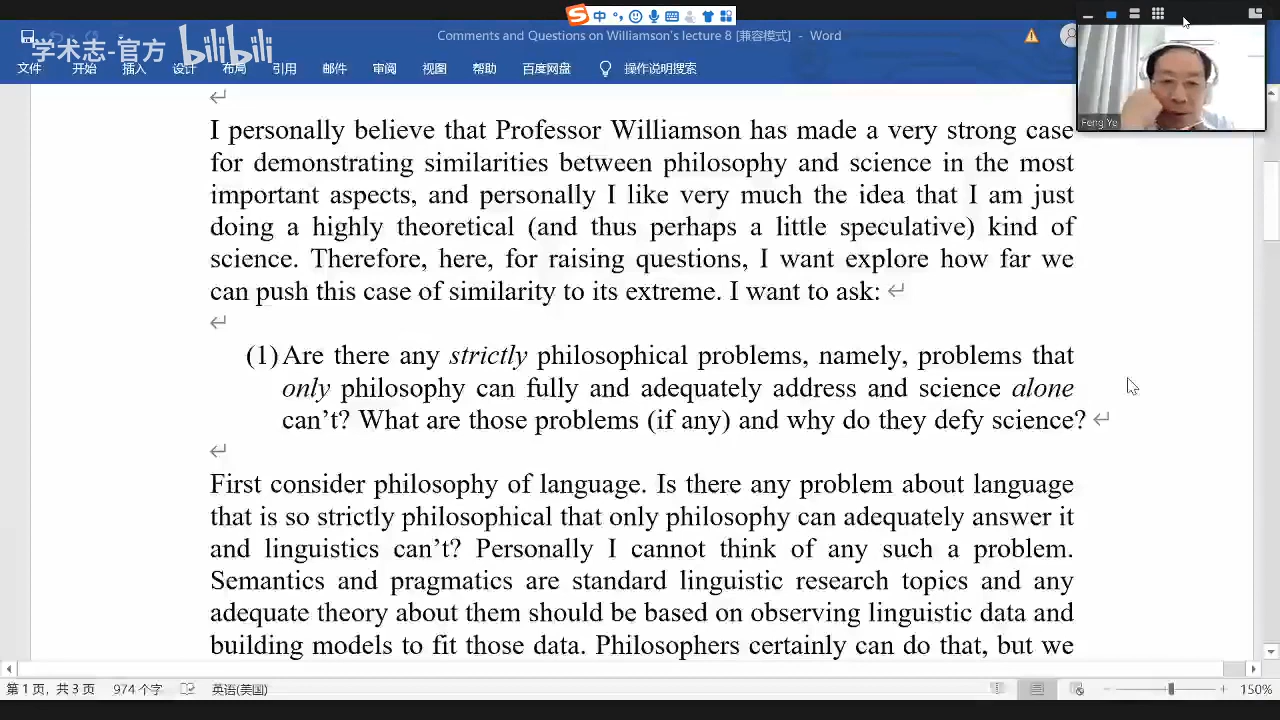 中
学术志-官方 bilibili
Comments and Questions on Williamson's lecture 8 [兼容模式] - Word
文件 开始 插入 设计 布局 引用 邮件 审阅 视图 帮助 百度网盘 操作说明搜索
Feng Ye
I personally believe that Professor Williamson has made a very strong case
for demonstrating similarities between philosophy and science in the most
important aspects, and personally I like very much the idea that I am just
doing a highly theoretical (and thus perhaps a little speculative) kind of
science. Therefore, here, for raising questions, I want explore how far we
can push this case of similarity to its extreme. I want to ask:
(1) Are there any strictly philosophical problems, namely, problems that
only philosophy can fully and adequately address and science alone
can't? What are those problems (if any) and why do they defy science?
First consider philosophy of language. Is there any problem about language
that is so strictly philosophical that only philosophy can adequately answer it
and linguistics can't? Personally I cannot think of any such a problem.
Semantics and pragmatics are standard linguistic research topics and any
adequate theory about them should be based on observing linguistic data and
building models to fit those data. Philosophers certainly can do that, but we
第1页, 共3页 974个字 英语(美国) 150%